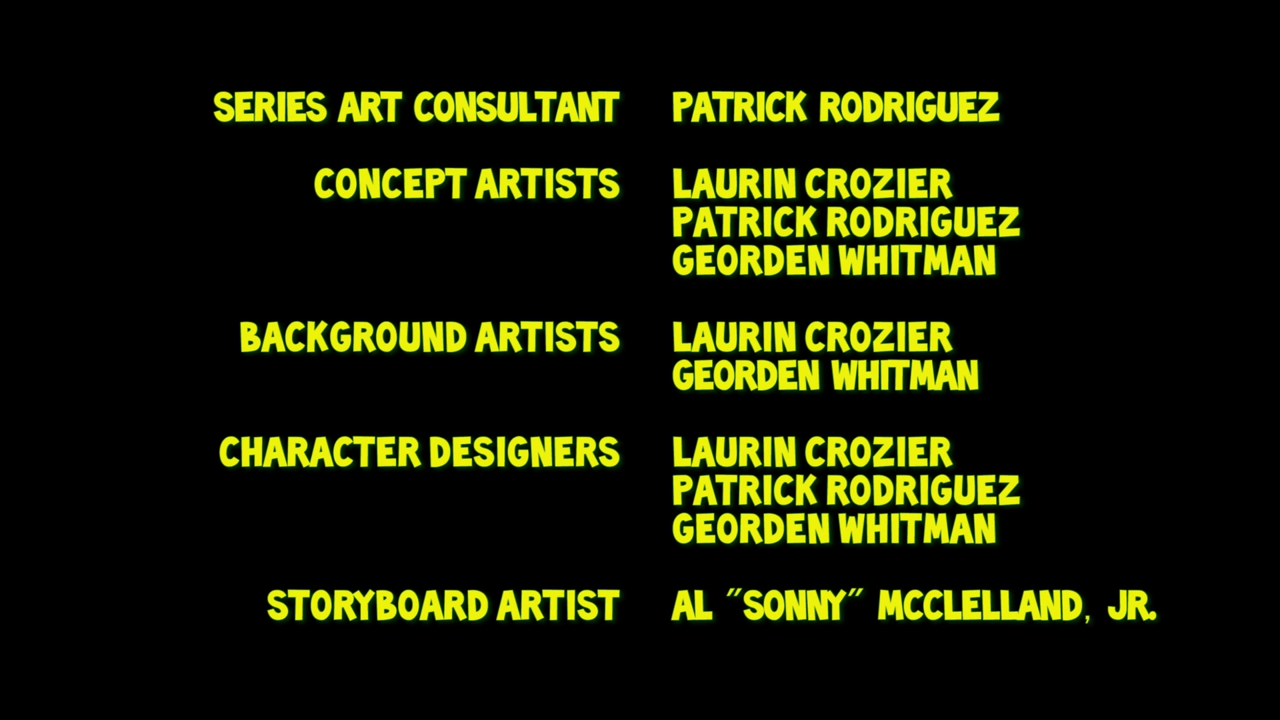 SERIES ART CONSULTANT PATRICK RODRIGUEZ
CONCEPT ARTISTS LAURIN CROZIER
PATRICK RODRIGUEZ
GEORDEN WHITMAN
BACKGROUND ARTISTS LAURIN CROZIER
GEORDEN WHITMAN
CHARACTER DESIGNERS LAURIN CROZIER
PATRICK RODRIGUEZ
GEORDEN WHITMAN
STORYBOARD ARTIST AL "SONNY" MCCLELLAND, JR.